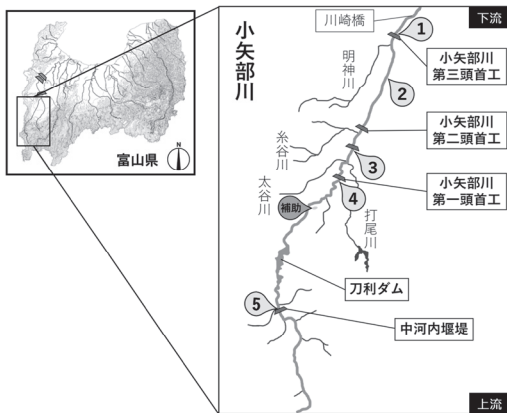 富山県
N
下流
川崎橋
1
小矢部川
小矢部川
第三頭首工
明神川
2
小矢部川
第二頭首工
糸谷川
3
小矢部川
第一頭首工
太谷川
4
補助
打尾川
刀利ダム
5
中河内堰堤
上流